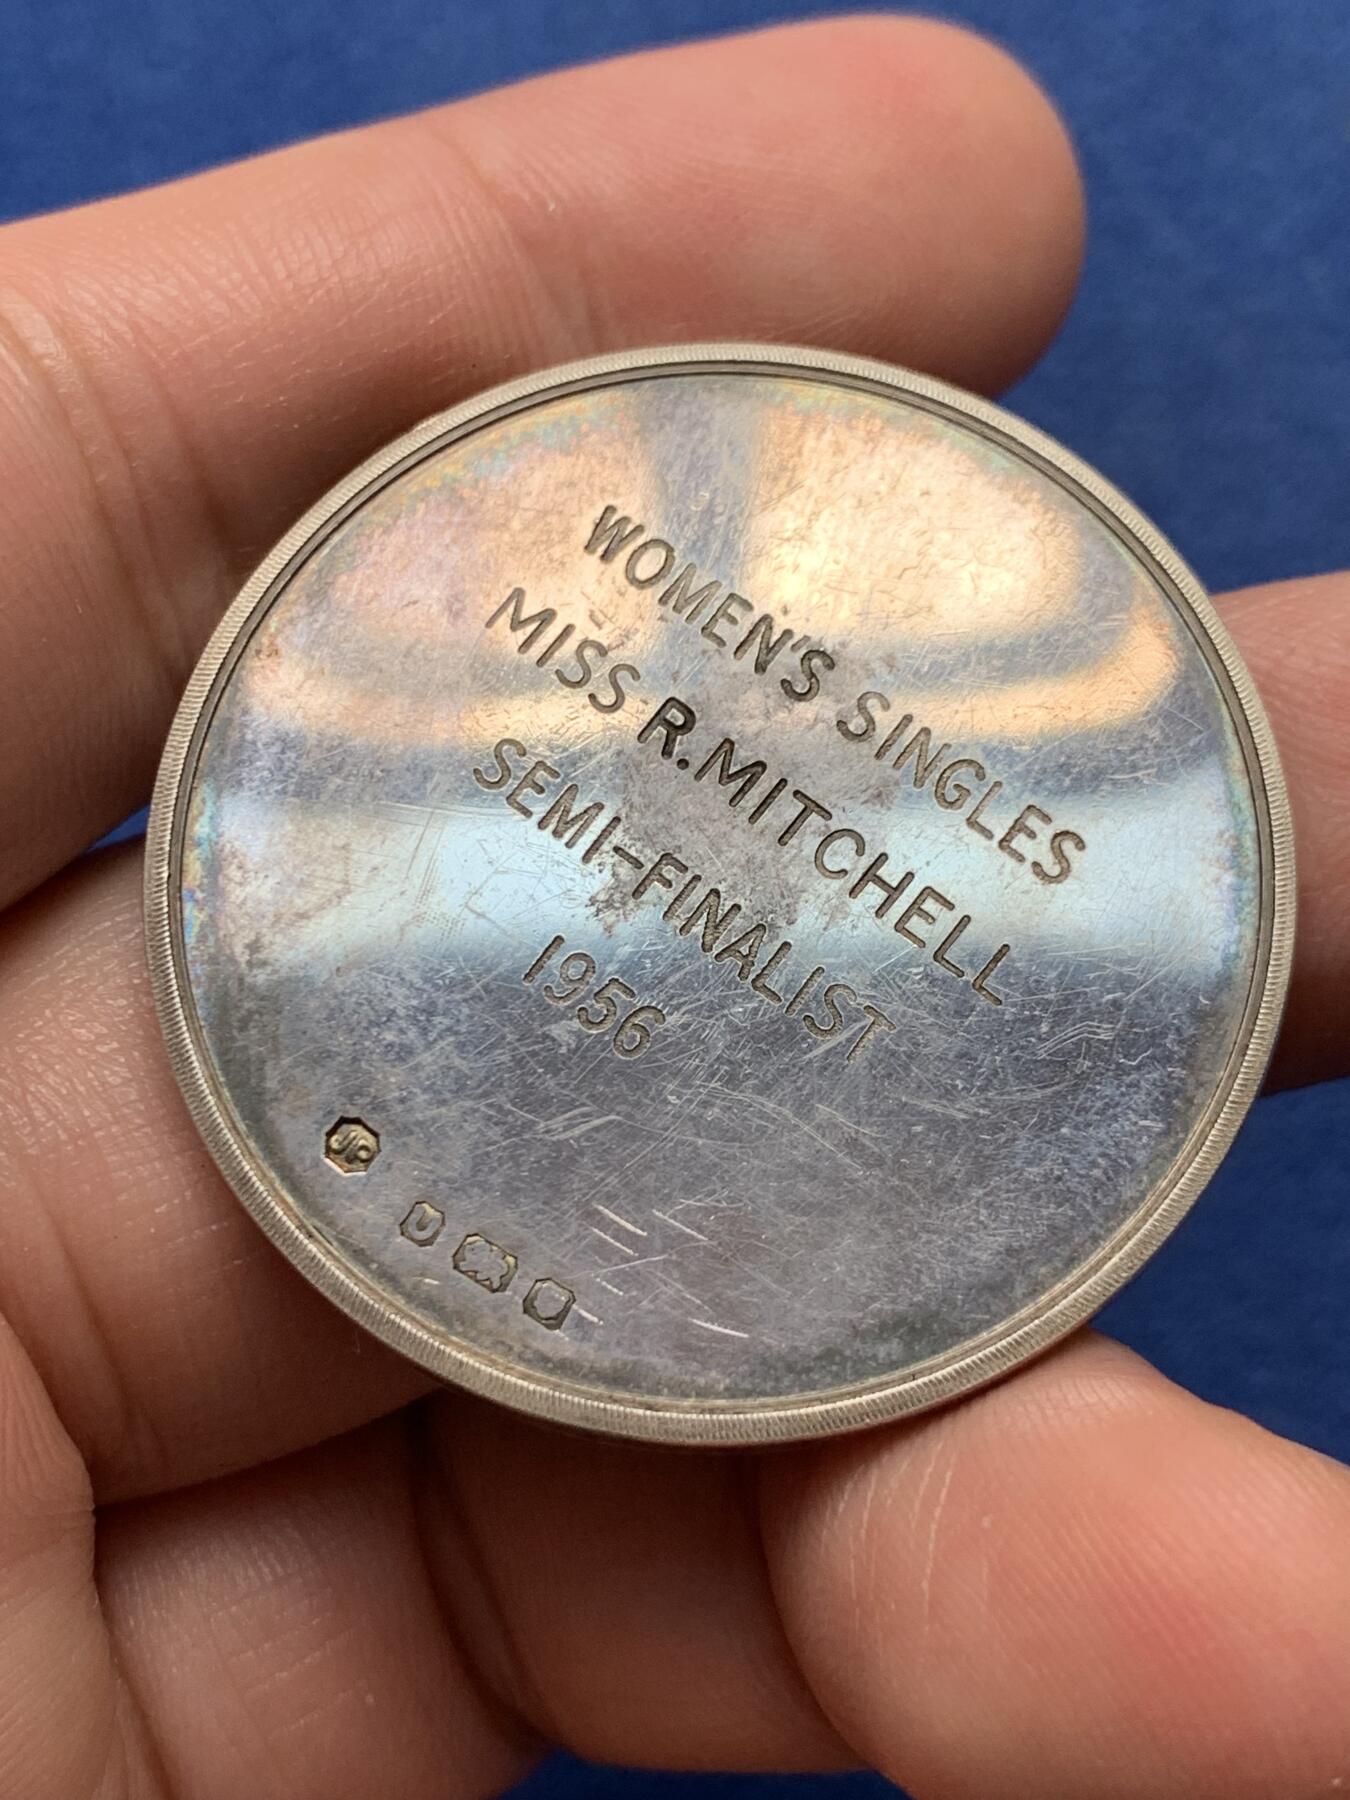 WOMEN'S SINGLES
MISS R. MITCHELL
SEMI-FINALIST
1956